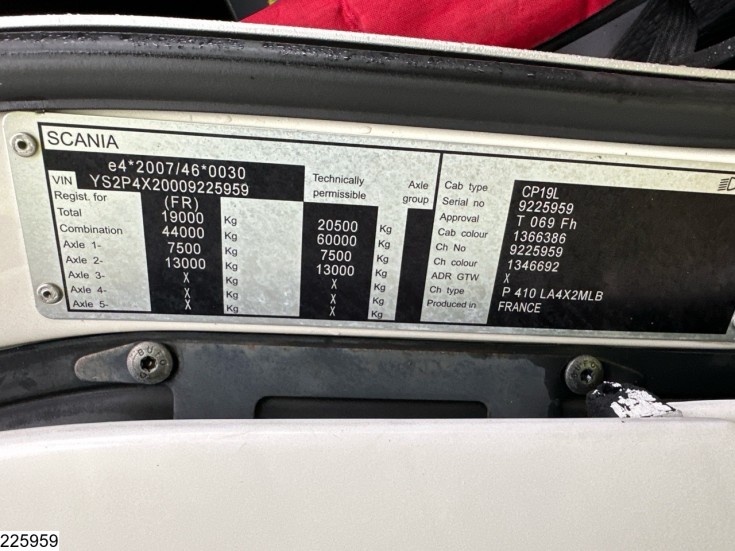 SCANIA
e4*2007/46*0030
VIN YS2P4X20009225959
Regist. for (FR)
Technically permissible
Axle group
Total 19000 Kg 20500 Kg
Combination 44000 Kg 60000 Kg
Axle 1- 7500 Kg 7500 Kg
Axle 2- 13000 Kg 13000 Kg
Axle 3- X Kg X Kg
Axle 4- X Kg X Kg
Axle 5- X Kg X Kg
Cab type CP19L
Serial no 9225959
Approval T 069 Fh
Cab colour 1366386
Ch No 9225959
Ch colour 1346692
ADR GTW X
Ch type P 410 LA4X2MLB
Produced in FRANCE
225959